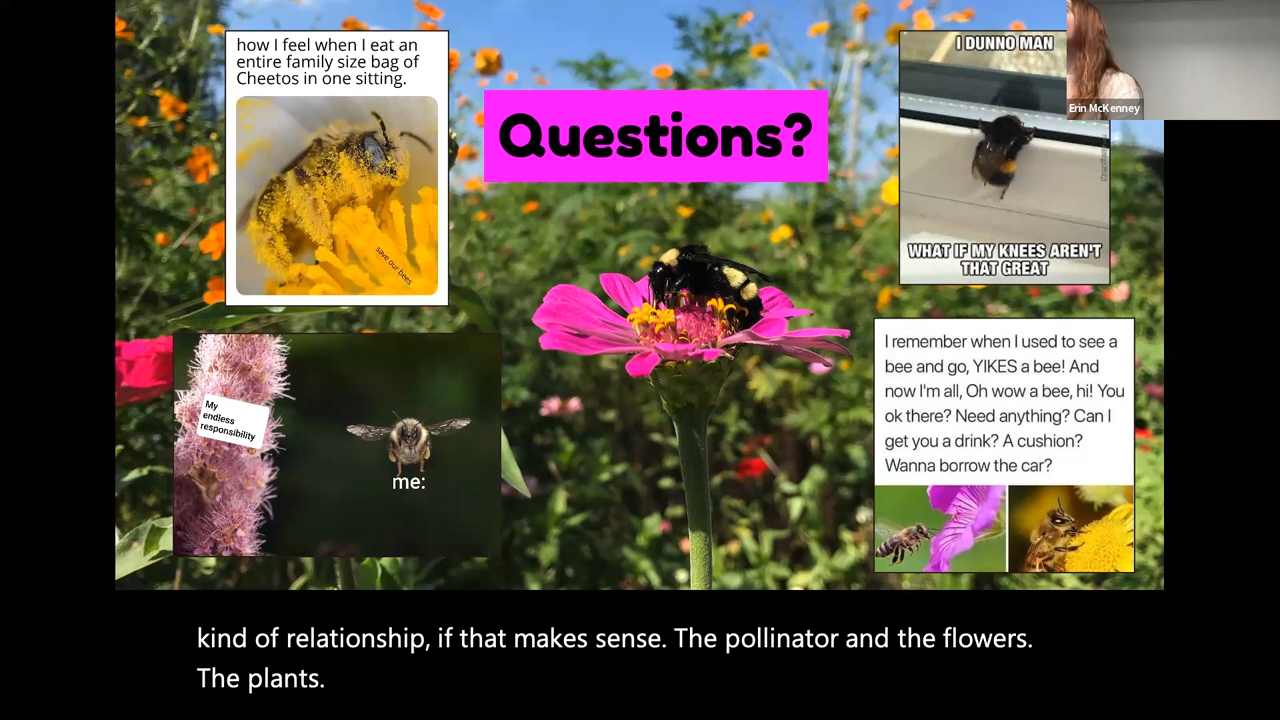 how I feel when I eat an
entire family size bag of
Cheetos in one sitting.
save our bees
Questions?
I DUNNO MAN
WHAT IF MY KNEES AREN'T
THAT GREAT
Erin McKenney
My
endless
responsibility
me:
I remember when I used to see a
bee and go, YIKES a bee! And
now I'm all, Oh wow a bee, hi! You
ok there? Need anything? Can I
get you a drink? A cushion?
Wanna borrow the car?
kind of relationship, if that makes sense. The pollinator and the flowers.
The plants.